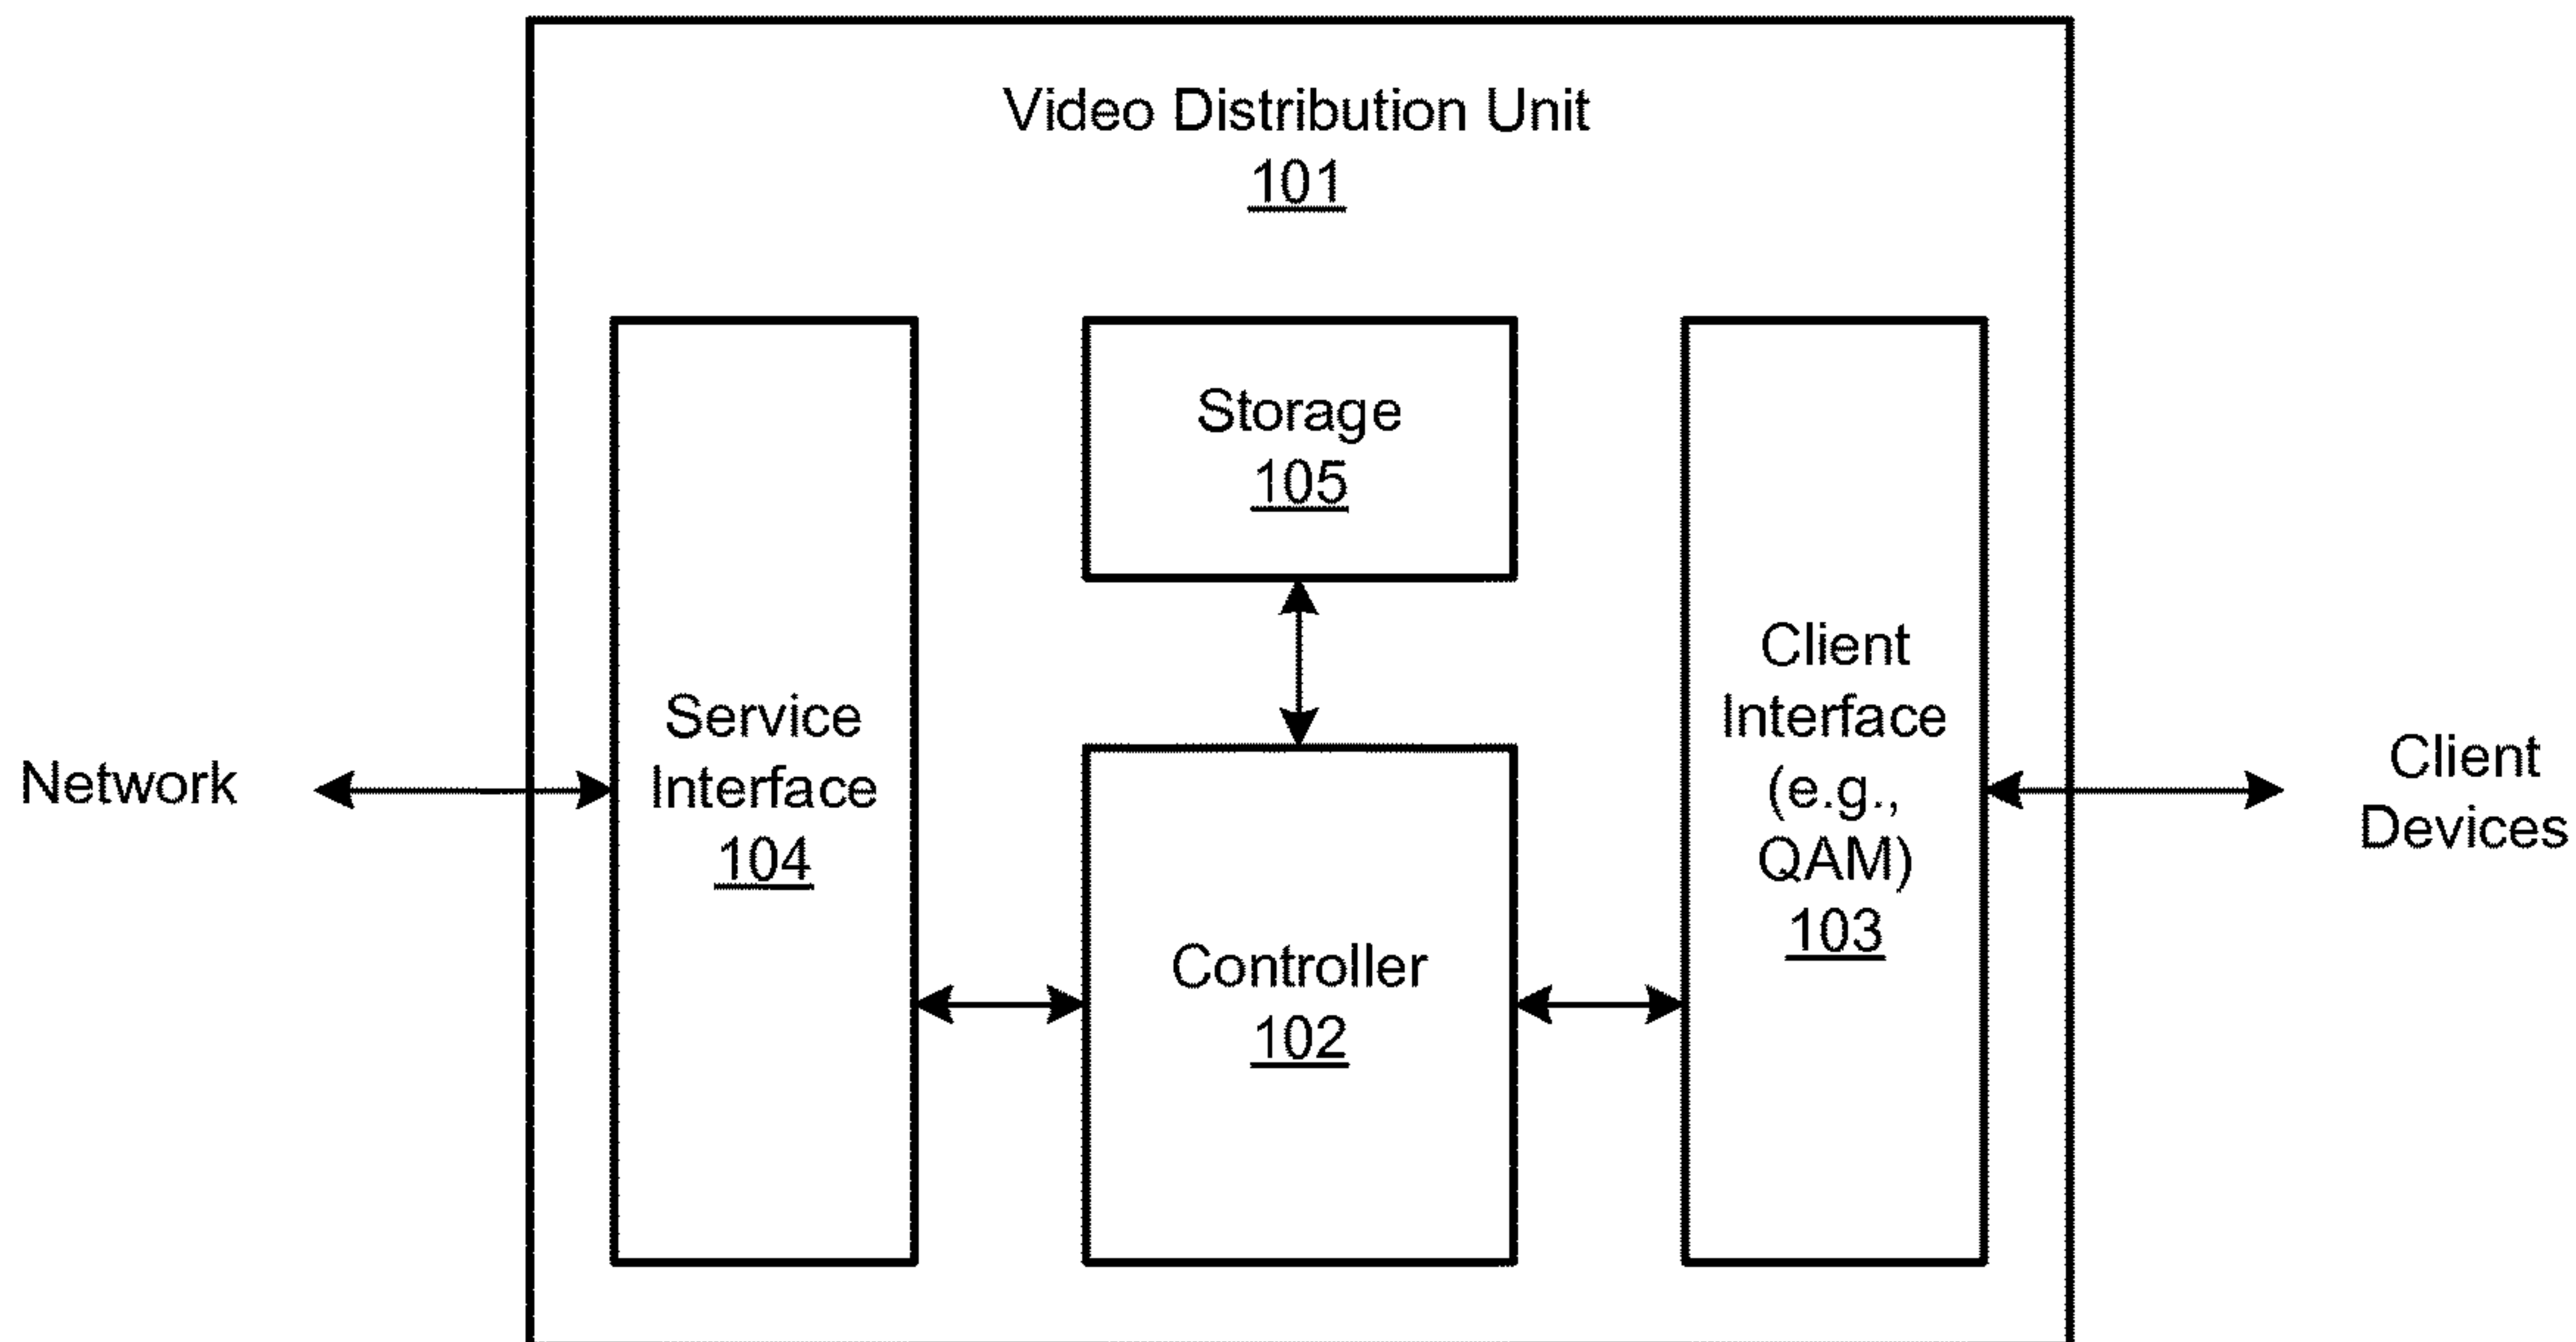 Video Distribution Unit
101
Storage
105
Service
Interface
104
Controller
102
Client
Interface
(e.g.,
QAM)
103
Network
Client
Devices